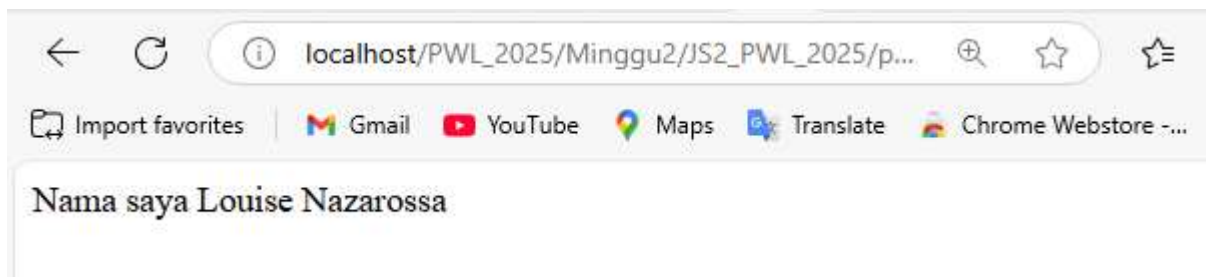 localhost/PWL_2025/Minggu2/JS2_PWL_2025/p...
Import favorites Gmail YouTube Maps Translate Chrome Webstore -...
Nama saya Louise Nazarossa